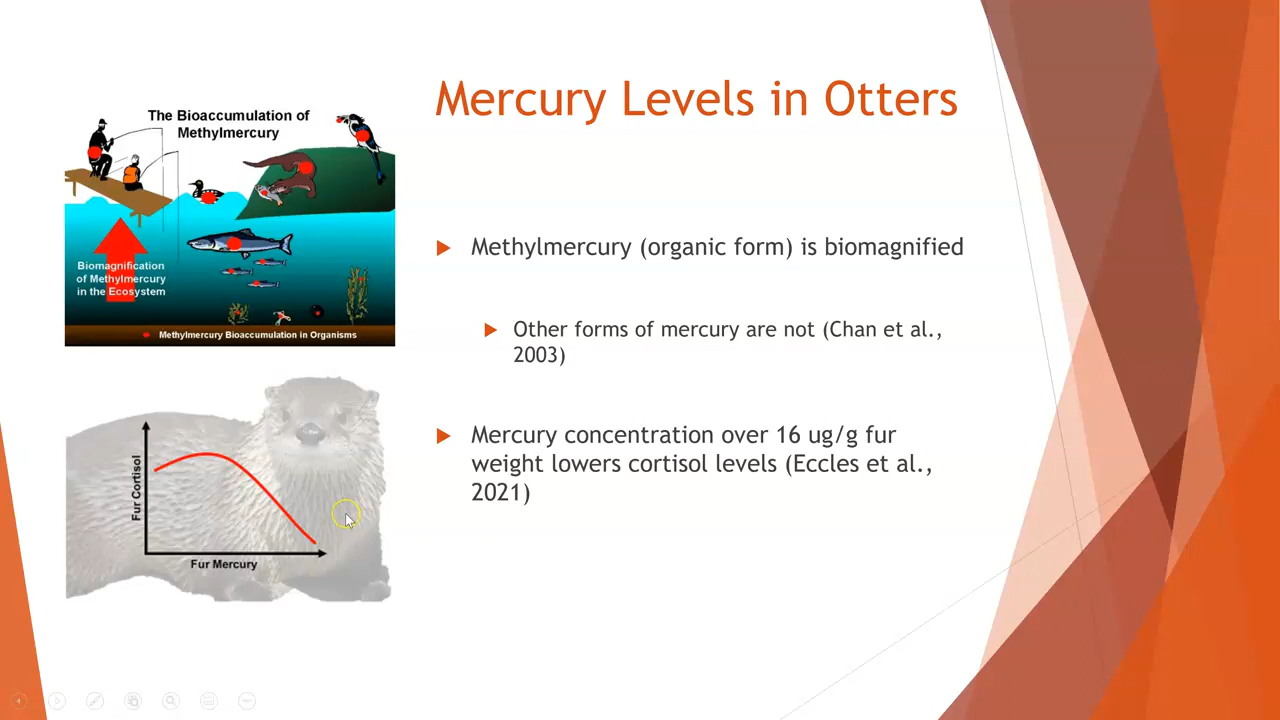 Mercury Levels in Otters
The Bioaccumulation of
Methylmercury
Biomagnification
of Methylmercury
in the Ecosystem
Methylmercury Bioaccumulation in Organisms
Methylmercury (organic form) is biomagnified
Other forms of mercury are not (Chan et al.,
2003)
Mercury concentration over 16 ug/g fur
weight lowers cortisol levels (Eccles et al.,
2021)
Fur Cortisol
Fur Mercury